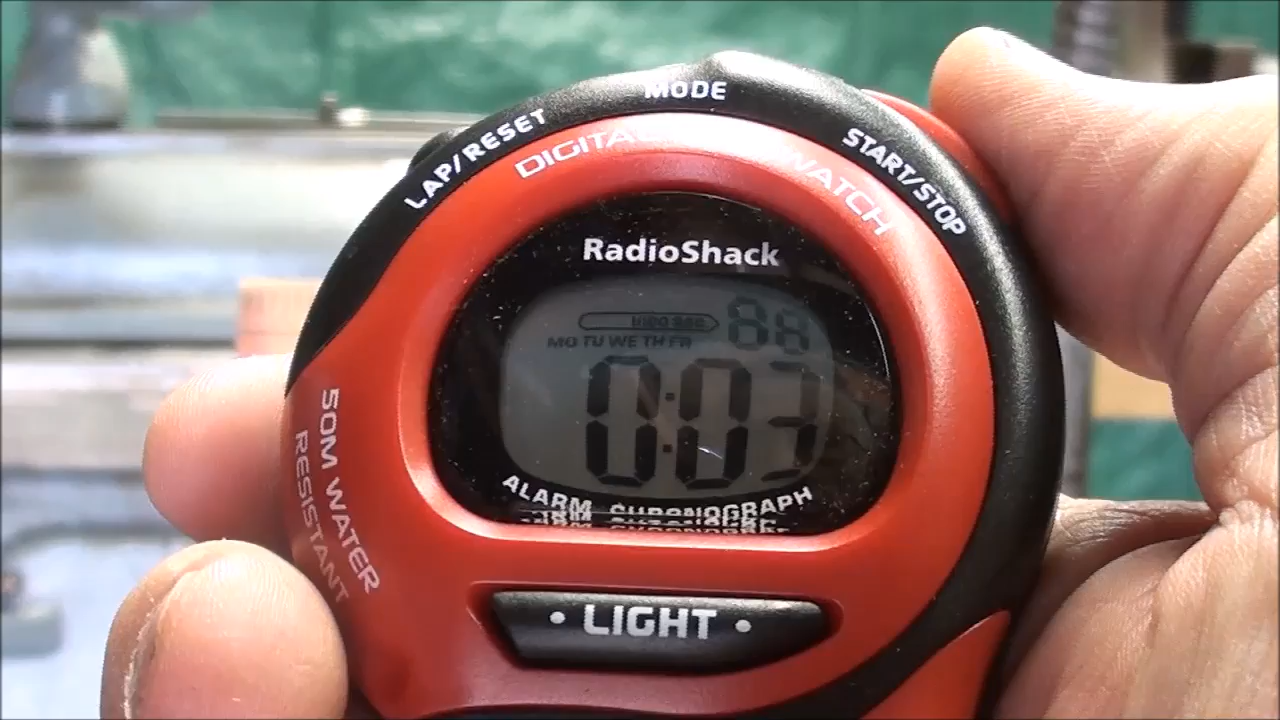 MODE
LAP/RESET
START/STOP
DIGITAL WATCH
RadioShack
MO TU WE TH FR
0:03
ALARM CHRONOGRAPH
50M WATER
RESISTANT
• LIGHT •